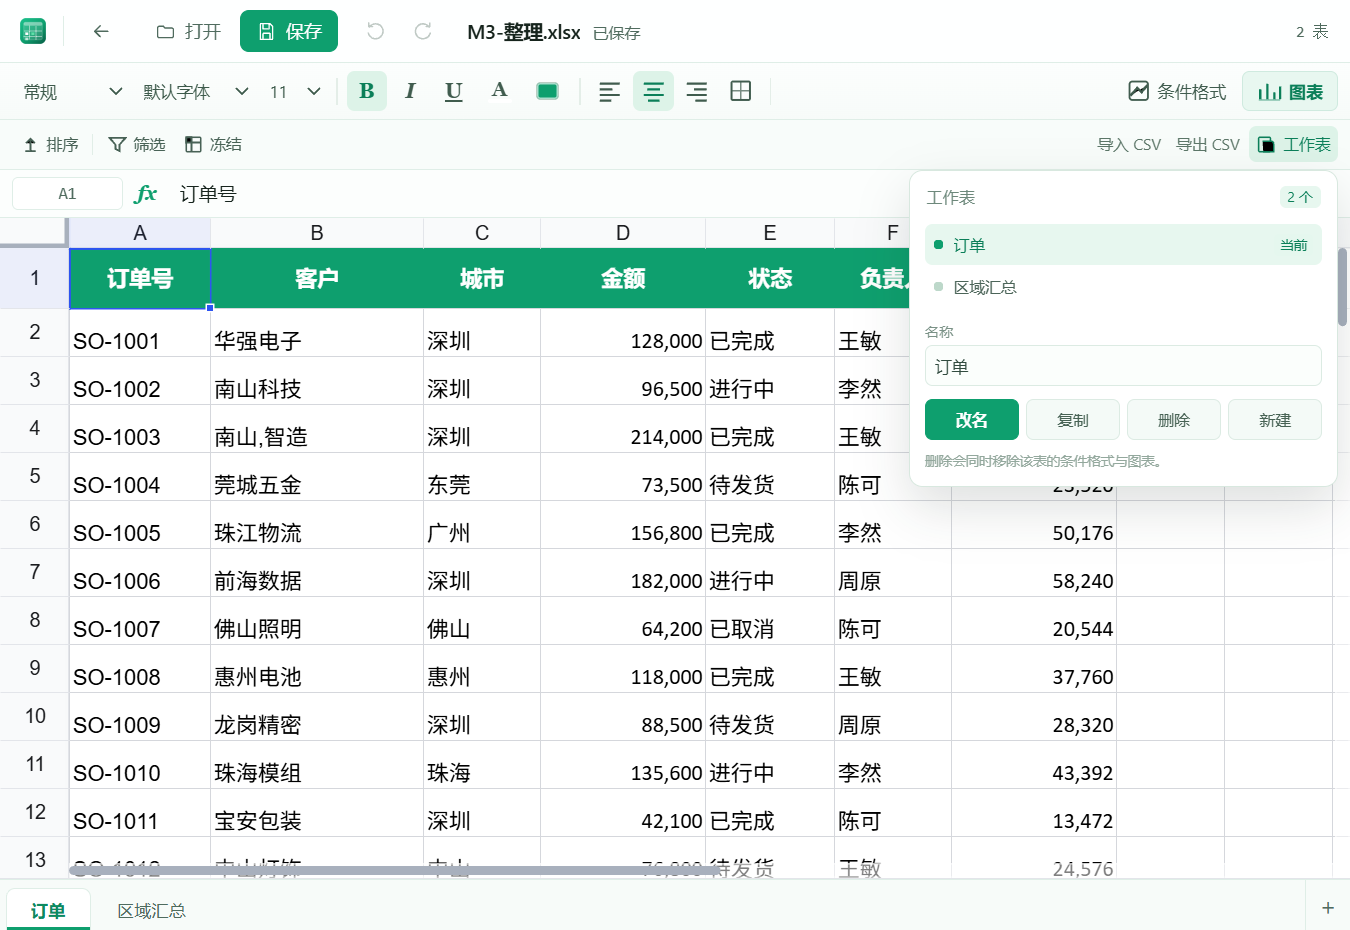 打开
保存
M3-整理.xlsx 已保存
2 表
常规 默认字体 11 B I U A 条件格式 图表
排序 筛选 冻结 导入 CSV 导出 CSV 工作表
A1 fx 订单号
工作表 2 个
订单 当前
区域汇总
名称
订单
改名 复制 删除 新建
删除会同时移除该表的条件格式与图表。
A B C D E F
1 订单号 客户 城市 金额 状态 负责
2 SO-1001 华强电子 深圳 128,000 已完成 王敏
3 SO-1002 南山科技 深圳 96,500 进行中 李然
4 SO-1003 南山,智造 深圳 214,000 已完成 王敏
5 SO-1004 莞城五金 东莞 73,500 待发货 陈可
6 SO-1005 珠江物流 广州 156,800 已完成 李然 50,176
7 SO-1006 前海数据 深圳 182,000 进行中 周原 58,240
8 SO-1007 佛山照明 佛山 64,200 已取消 陈可 20,544
9 SO-1008 惠州电池 惠州 118,000 已完成 王敏 37,760
10 SO-1009 龙岗精密 深圳 88,500 待发货 周原 28,320
11 SO-1010 珠海模组 珠海 135,600 进行中 李然 43,392
12 SO-1011 宝安包装 深圳 42,100 已完成 陈可 13,472
13 SO-1012 中山灯饰 中山 76,800 待发货 王敏 24,576
订单 区域汇总